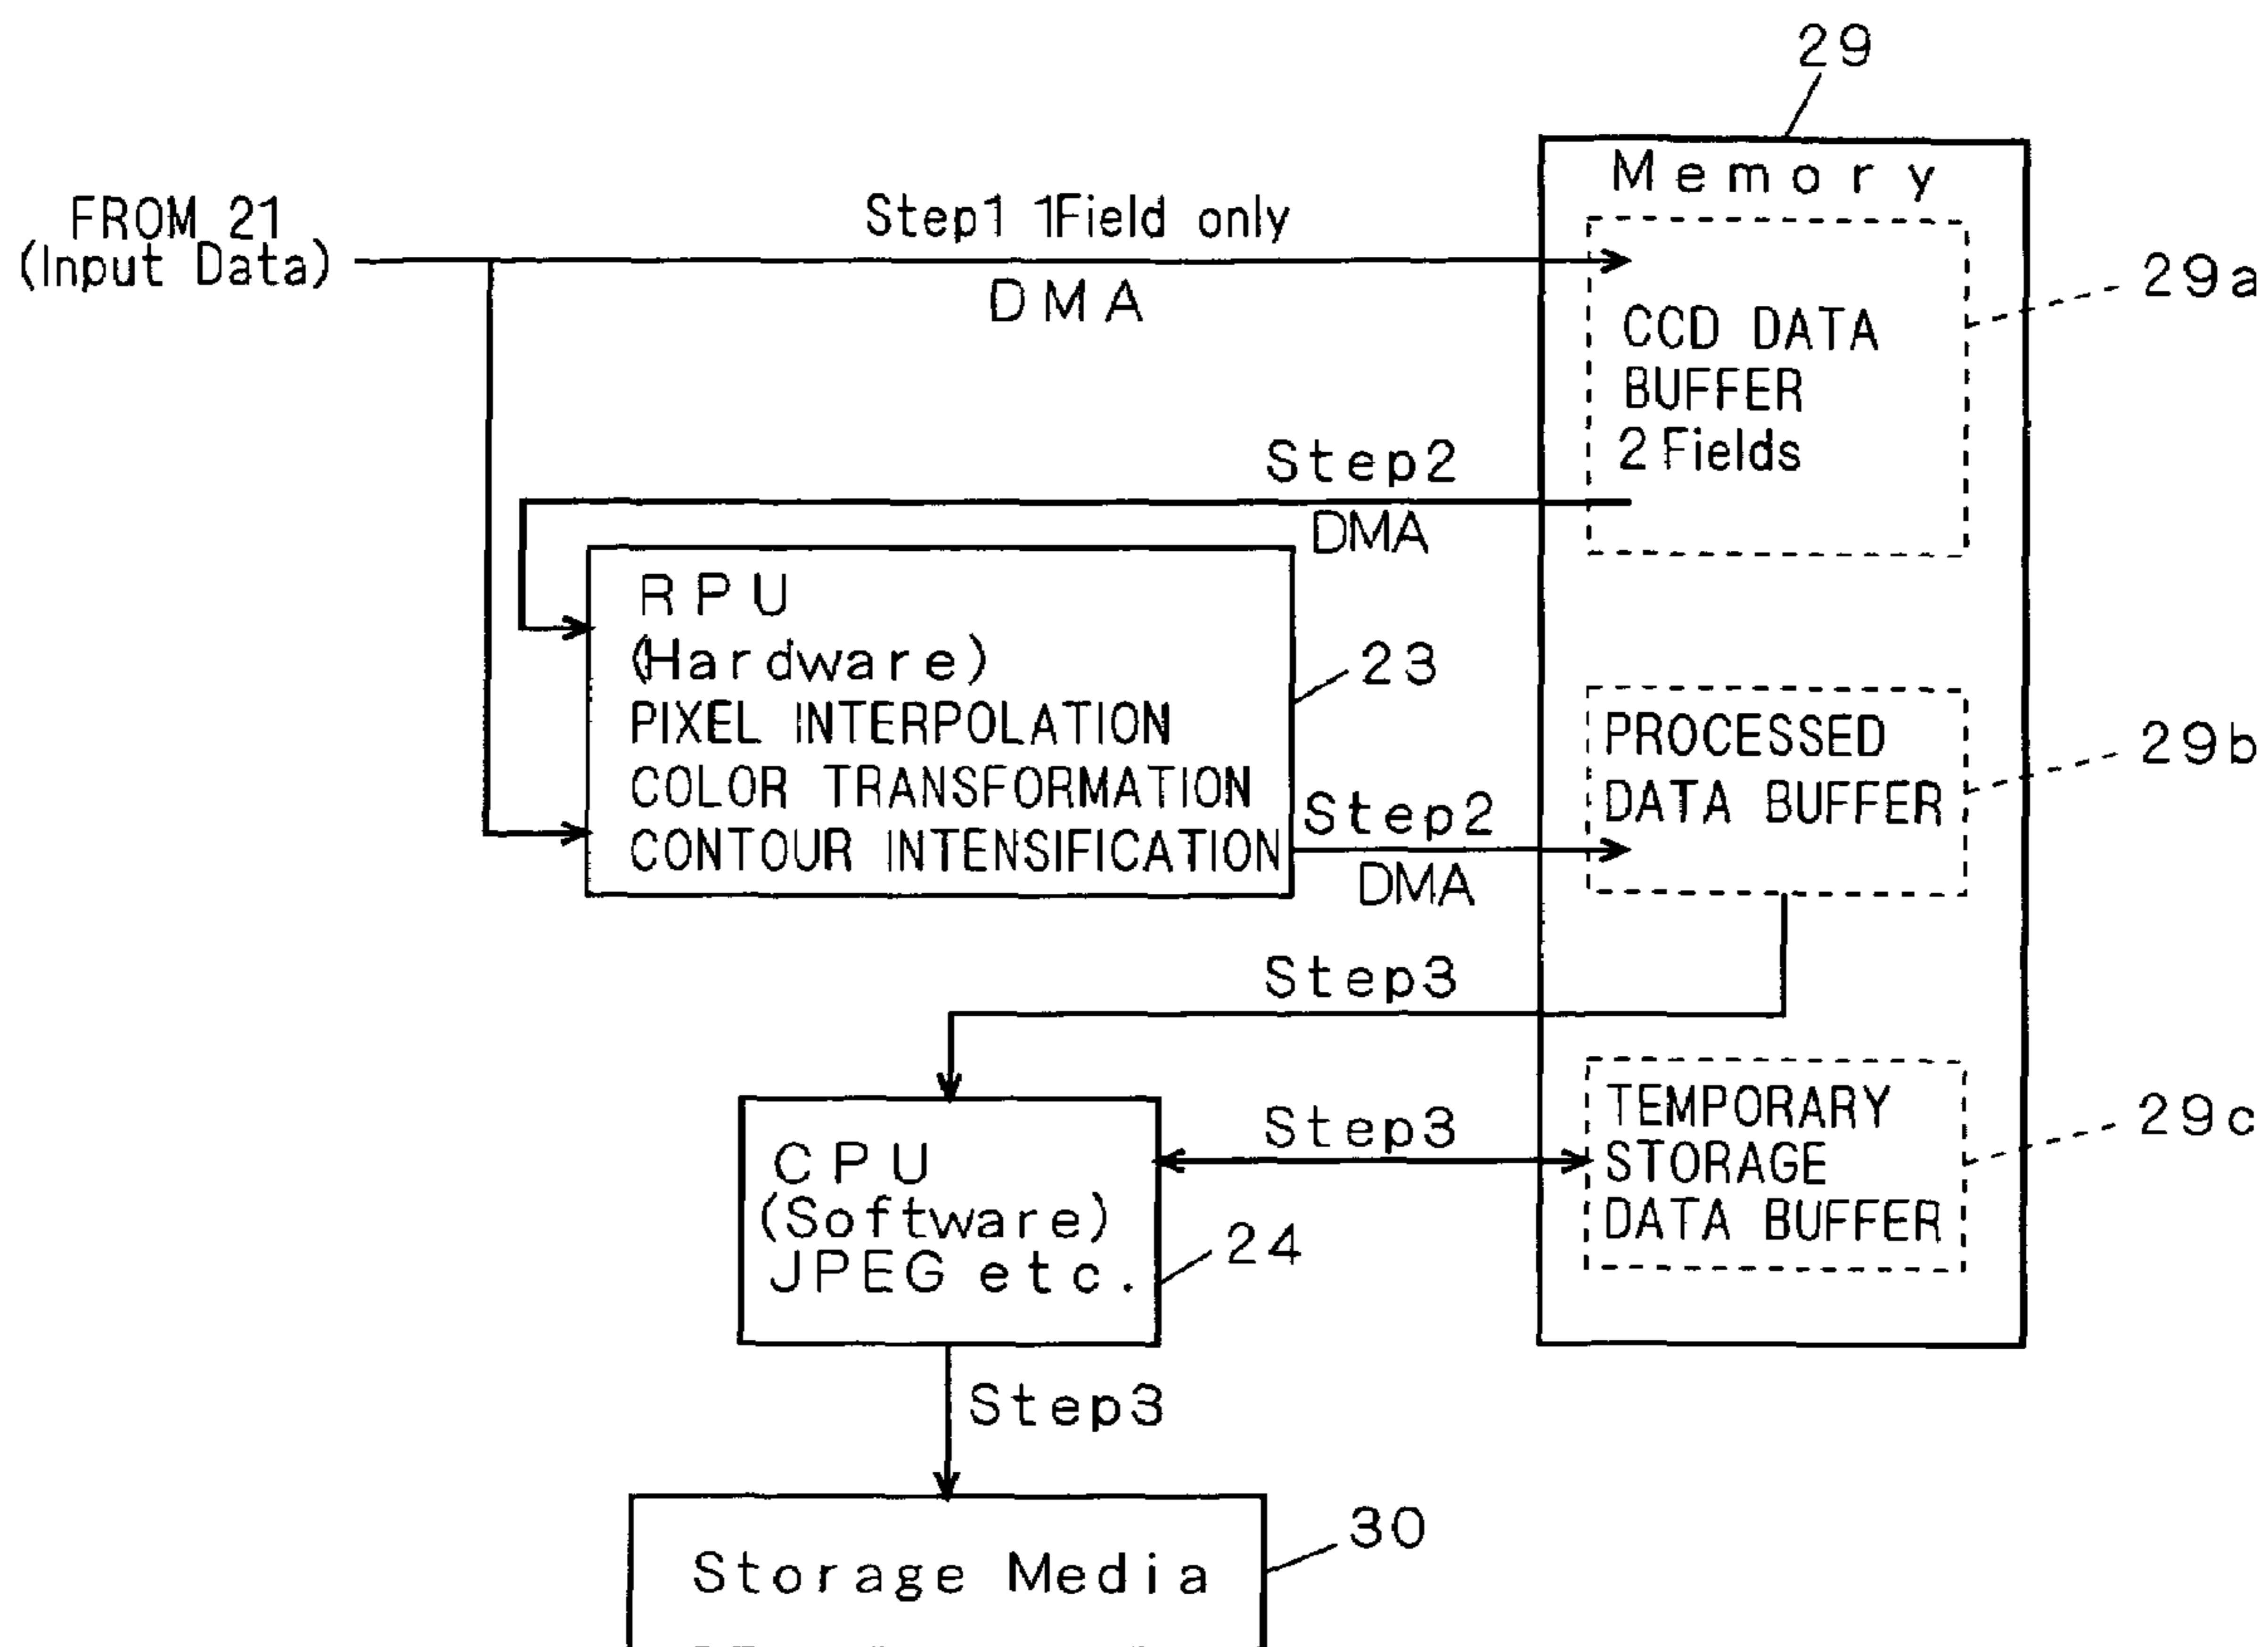 29
Memory
FROM 21
(Input Data)
Step1 1Field only
DMA
29a
CCD DATA
BUFFER
2 Fields
Step2
DMA
RPU
(Hardware)
PIXEL INTERPOLATION
COLOR TRANSFORMATION
CONTOUR INTENSIFICATION
23
Step2
DMA
PROCESSED
DATA BUFFER
29b
Step3
CPU
(Software)
JPEG etc.
24
Step3
TEMPORARY
STORAGE
DATA BUFFER
29c
Step3
Storage Media
30